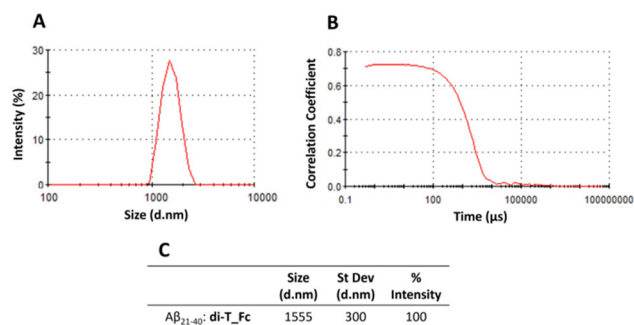 A
B
Intensity (%)
30
20
10
0
100
1000
10000
Size (d.nm)
Correlation Coefficient
0.8
0.6
0.4
0.2
0
0.1
100
100000
100000000
Time (μs)
C
Size St Dev %
(d.nm) (d.nm) Intensity
Aβ21-40: di-T_Fc 1555 300 100